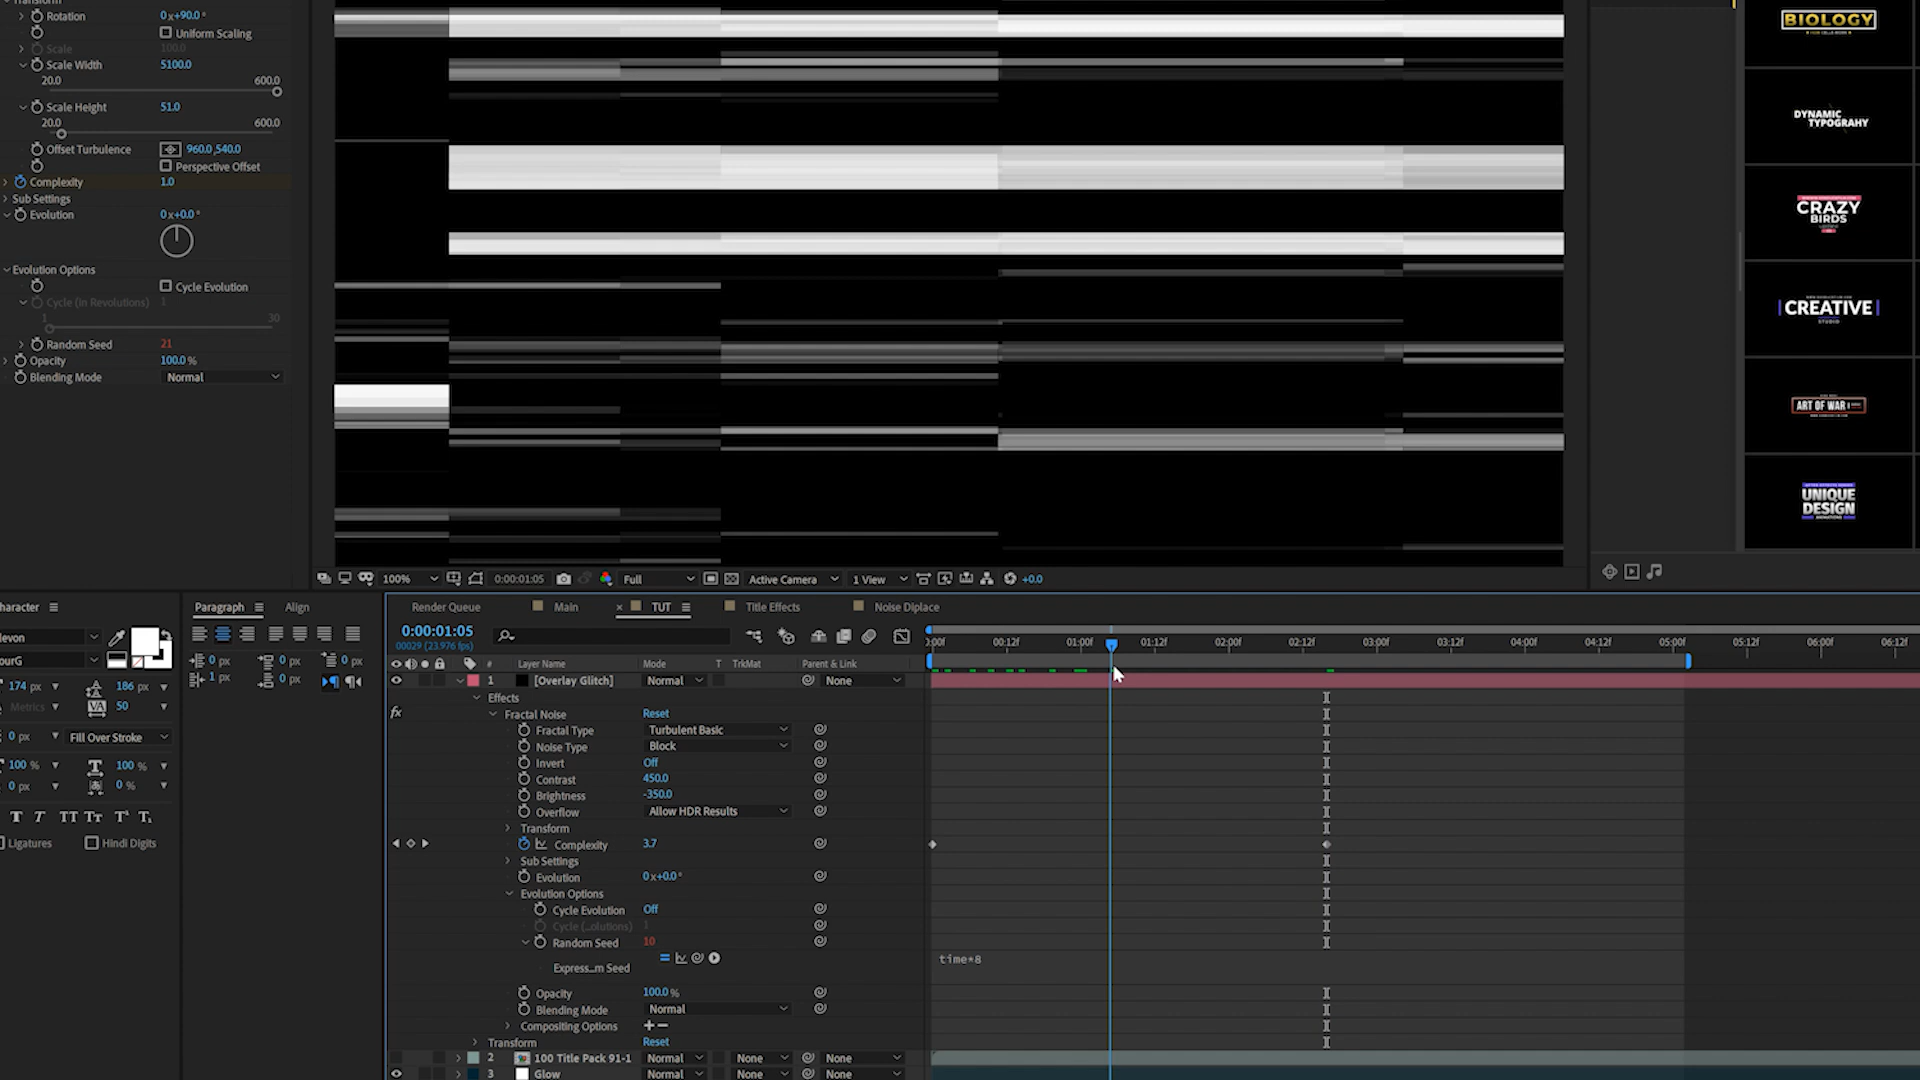 Transform
Rotation 0x+90.0°
Uniform Scaling
Scale 100.0
Scale Width 5100.0
20.0 600.0
Scale Height 51.0
20.0 600.0
Offset Turbulence 960.0,540.0
Perspective Offset
Complexity 1.0
Sub Settings
Evolution 0x+0.0°
Evolution Options
Cycle Evolution
Cycle (in Revolutions) 1
1 30
Random Seed 21
Opacity 100.0 %
Blending Mode Normal
BIOLOGY
DYNAMIC
TYPOGRAHY
CRAZY
BIRDS
CREATIVE
STUDIO
ART OF WAR
UNIQUE
DESIGN
100% 0:00:01:05 Full Active Camera 1 View +0.0
haracter
levon
ourG
174 px 186 px
Metrics 50
0 px Fill Over Stroke
100 % 100 %
0 px 0 %
T T TT Tr T T
Ligatures Hindi Digits
Paragraph Align
0 px 0 px 0 px
1 px 0 px
Render Queue Main TUT Title Effects Noise Diplace
0:00:01:05
00029 (23.976 fps)
:00f 00:12f 01:00f 01:12f 02:00f 02:12f 03:00f 03:12f 04:00f 04:12f 05:00f 05:12f 06:00f 06:12f
# Layer Name Mode T TrkMat Parent & Link
1 [Overlay Glitch] Normal None
Effects
fx Fractal Noise Reset
Fractal Type Turbulent Basic
Noise Type Block
Invert Off
Contrast 450.0
Brightness -350.0
Overflow Allow HDR Results
Transform
Complexity 3.7
Sub Settings
Evolution 0x+0.0°
Evolution Options
Cycle Evolution Off
Cycle (...olutions) 1
Random Seed 10
Express...m Seed time*8
Opacity 100.0 %
Blending Mode Normal
Compositing Options
Transform Reset
2 100 Title Pack 91-1 Normal None None
3 Glow Normal None None